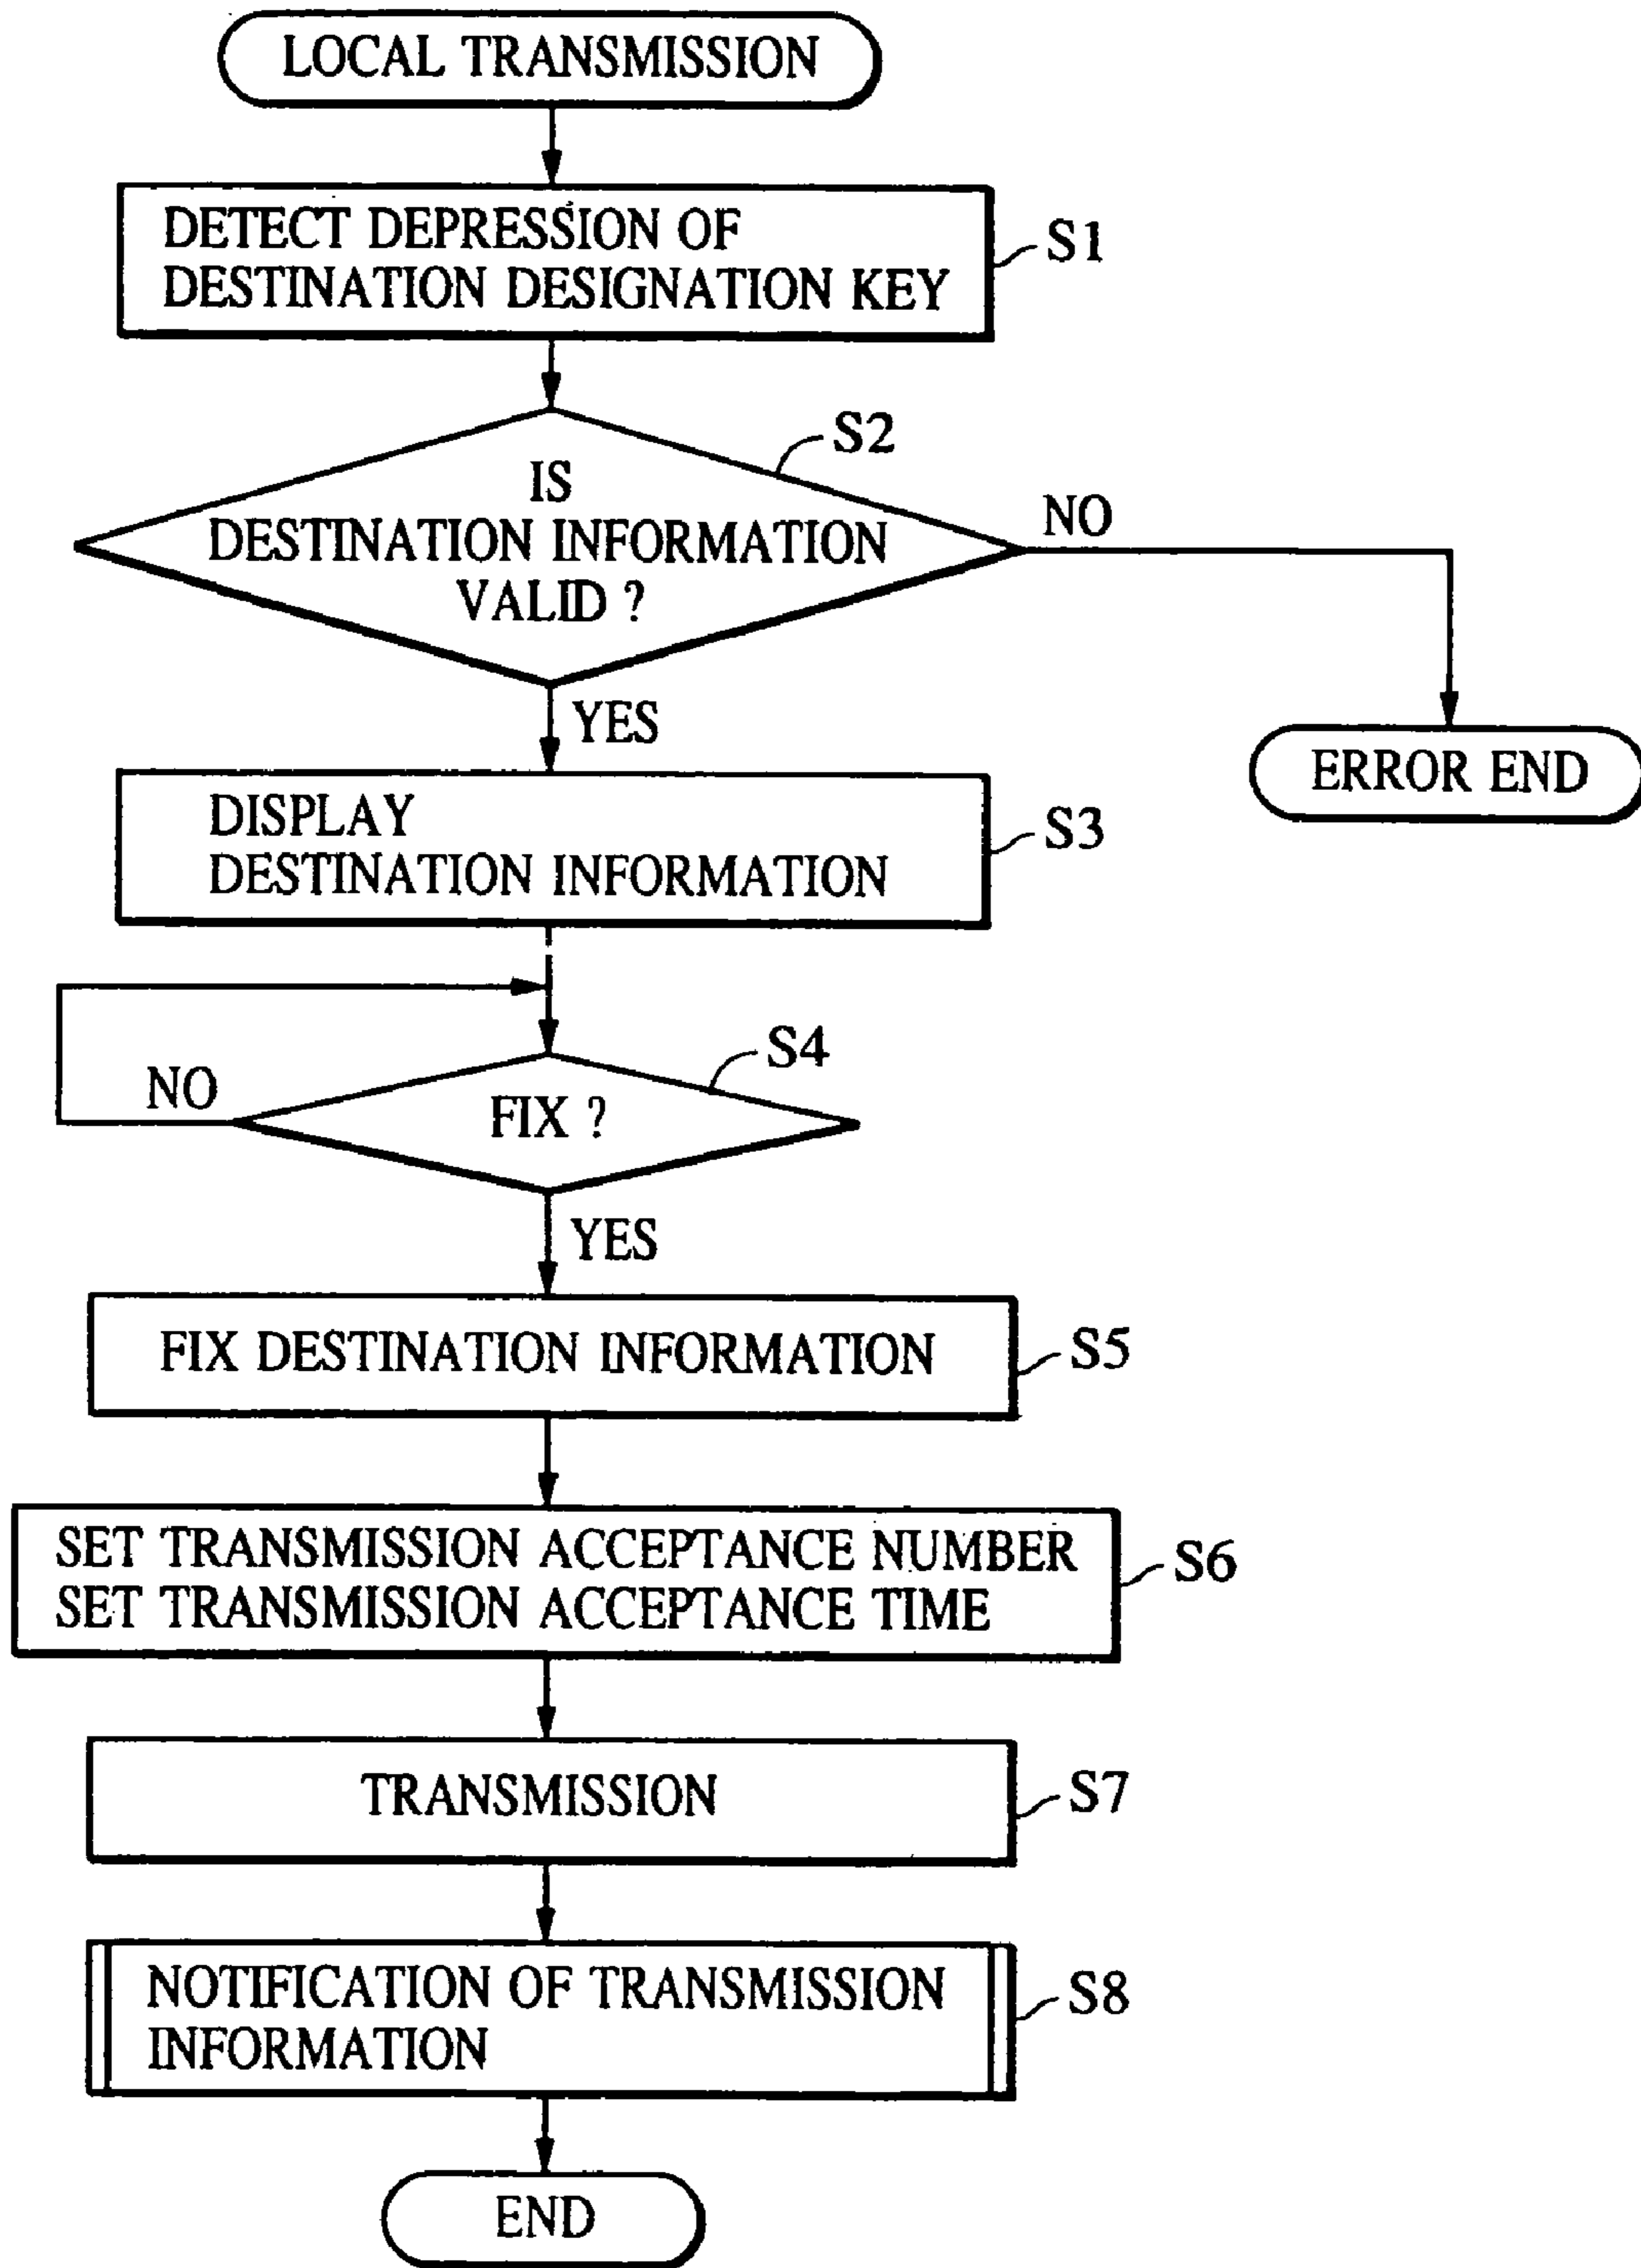 LOCAL TRANSMISSION
DETECT DEPRESSION OF
DESTINATION DESIGNATION KEY
S1
S2
IS
DESTINATION INFORMATION
VALID ?
NO
YES
ERROR END
DISPLAY
DESTINATION INFORMATION
S3
S4
NO
FIX ?
YES
FIX DESTINATION INFORMATION
S5
SET TRANSMISSION ACCEPTANCE NUMBER
SET TRANSMISSION ACCEPTANCE TIME
S6
TRANSMISSION
S7
NOTIFICATION OF TRANSMISSION
INFORMATION
S8
END